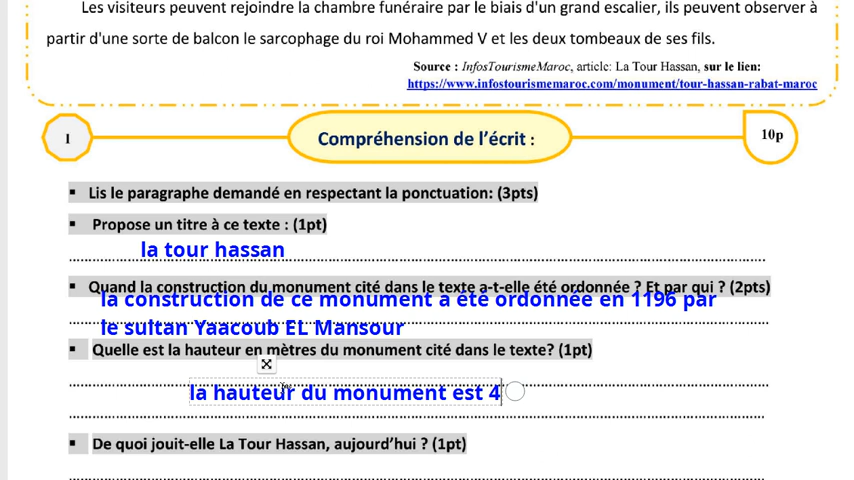 Les visiteurs peuvent rejoindre la chambre funéraire par le biais d'un grand escalier, ils peuvent observer à
partir d'une sorte de balcon le sarcophage du roi Mohammed V et les deux tombeaux de ses fils.
Source : InfosTourismeMaroc, article: La Tour Hassan, sur le lien:
https://www.infostourismemaroc.com/monument/tour-hassan-rabat-maroc
I
Compréhension de l'écrit :
10p
▪ Lis le paragraphe demandé en respectant la ponctuation: (3pts)
▪ Propose un titre à ce texte : (1pt)
la tour hassan
▪ Quand la construction du monument cité dans le texte a-t-elle été ordonnée ? Et par qui ? (2pts)
la construction de ce monument a été ordonnée en 1196 par
le sultan Yaacoub EL Mansour
▪ Quelle est la hauteur en mètres du monument cité dans le texte? (1pt)
la hauteur du monument est 4
▪ De quoi jouit-elle La Tour Hassan, aujourd'hui ? (1pt)